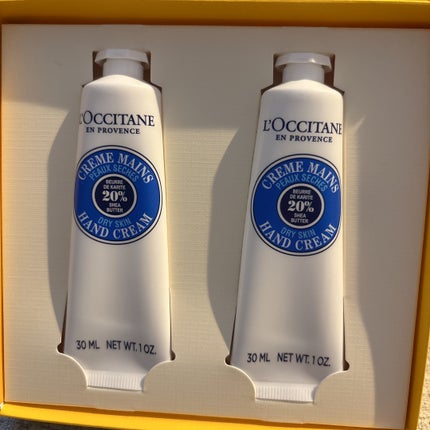 L'OCCITANE
EN PROVENCE
CREME MAINS
PEAUX SECHES
BEURRE
DE KARITE
20%
SHEA
BUTTER
DRY SKIN
HAND CREAM
30 ML NET WT. 1 OZ.
L'OCCITANE
EN PROVENCE
CREME MAINS
PEAUX SECHES
BEURRE
DE KARITE
20%
SHEA
BUTTER
DRY SKIN
HAND CREAM
30 ML NET WT. 1 OZ.